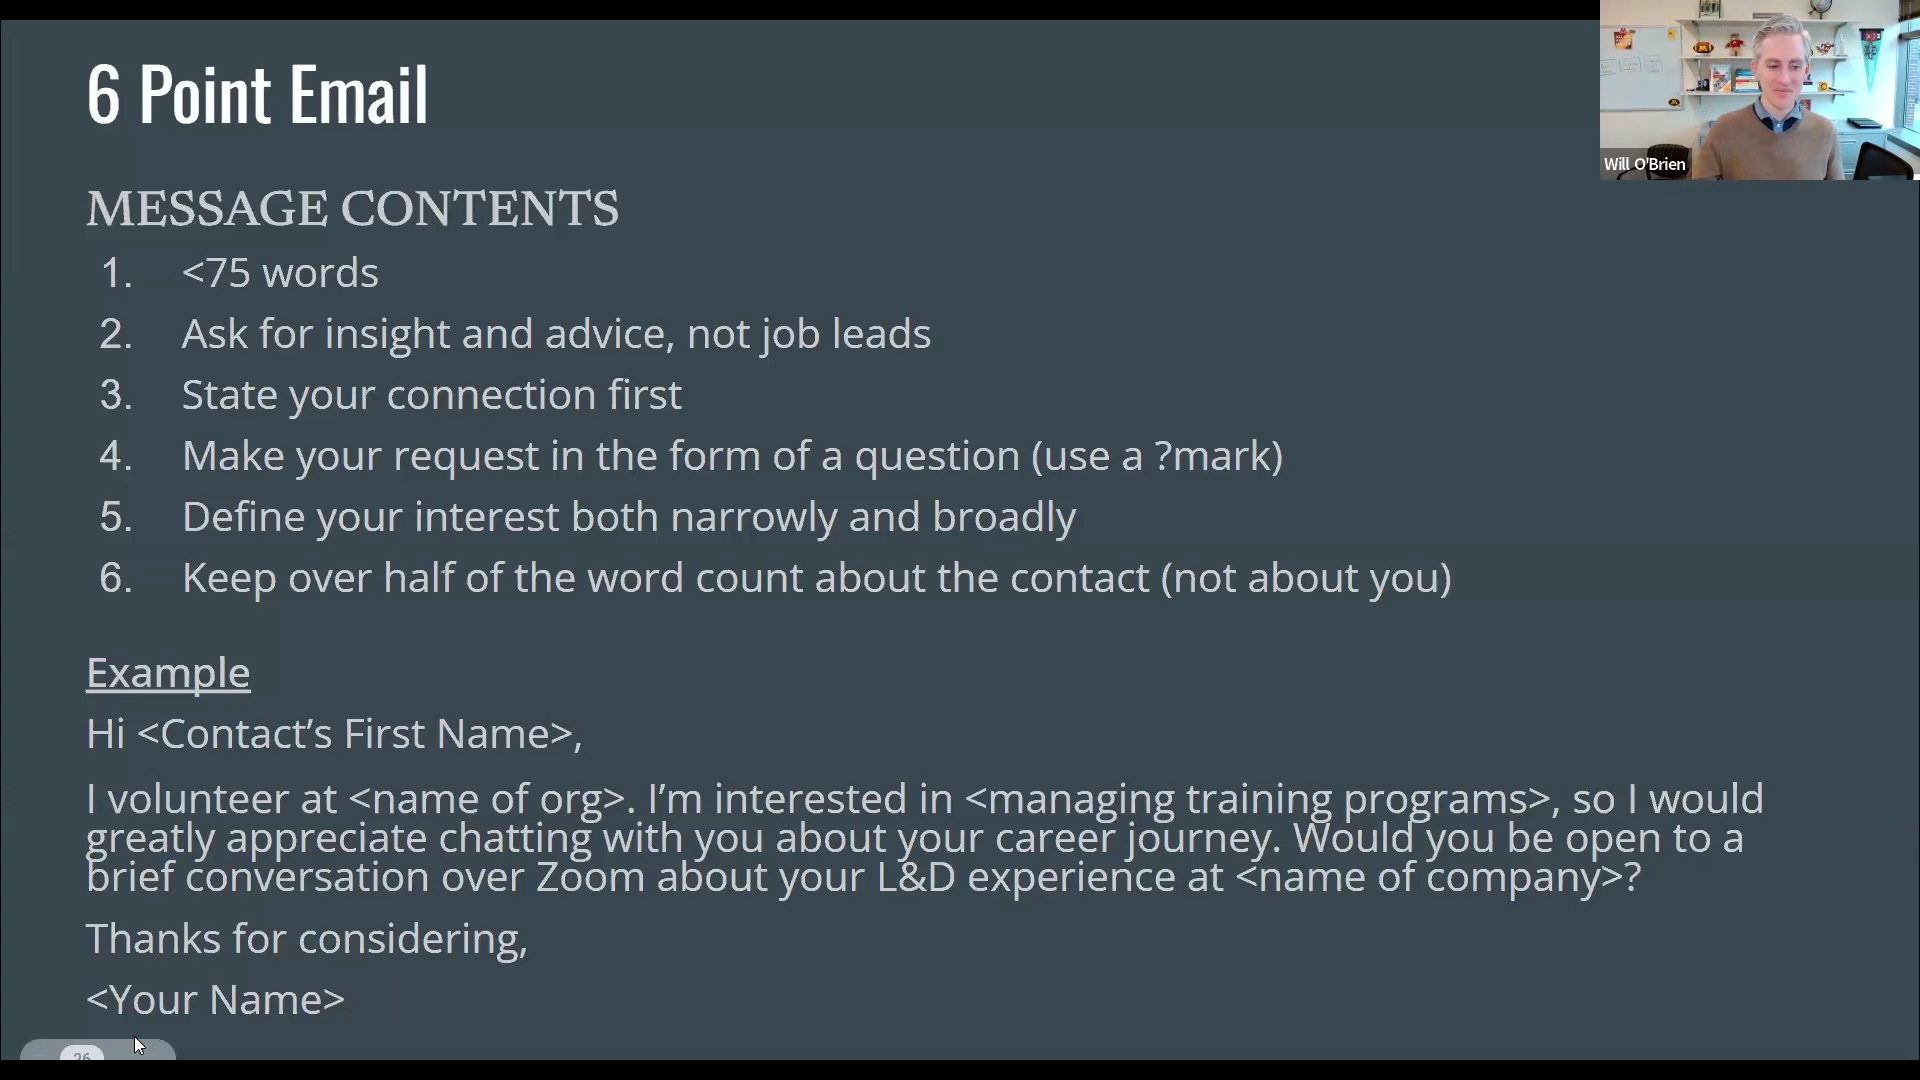 6 Point Email
Will O'Brien
MESSAGE CONTENTS
1. <75 words
2. Ask for insight and advice, not job leads
3. State your connection first
4. Make your request in the form of a question (use a ?mark)
5. Define your interest both narrowly and broadly
6. Keep over half of the word count about the contact (not about you)
Example
Hi <Contact’s First Name>,
I volunteer at <name of org>. I’m interested in <managing training programs>, so I would
greatly appreciate chatting with you about your career journey. Would you be open to a
brief conversation over Zoom about your L&D experience at <name of company>?
Thanks for considering,
<Your Name>
26